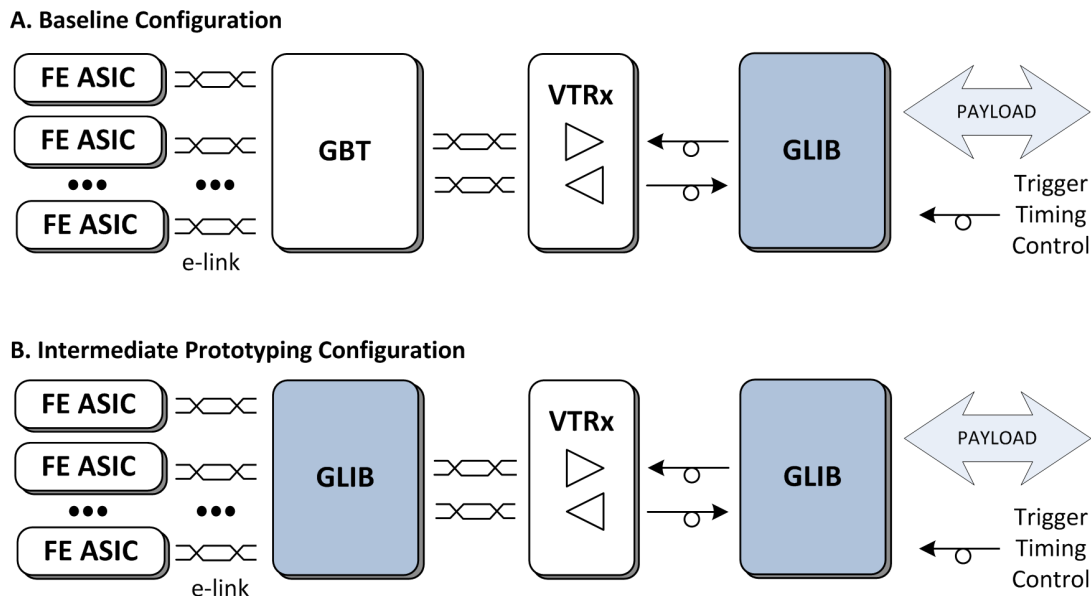 A. Baseline Configuration
FE ASIC
FE ASIC
•••
FE ASIC
•••
e-link
GBT
VTRx
GLIB
PAYLOAD
Trigger
Timing
Control
B. Intermediate Prototyping Configuration
FE ASIC
FE ASIC
•••
FE ASIC
•••
e-link
GLIB
VTRx
GLIB
PAYLOAD
Trigger
Timing
Control